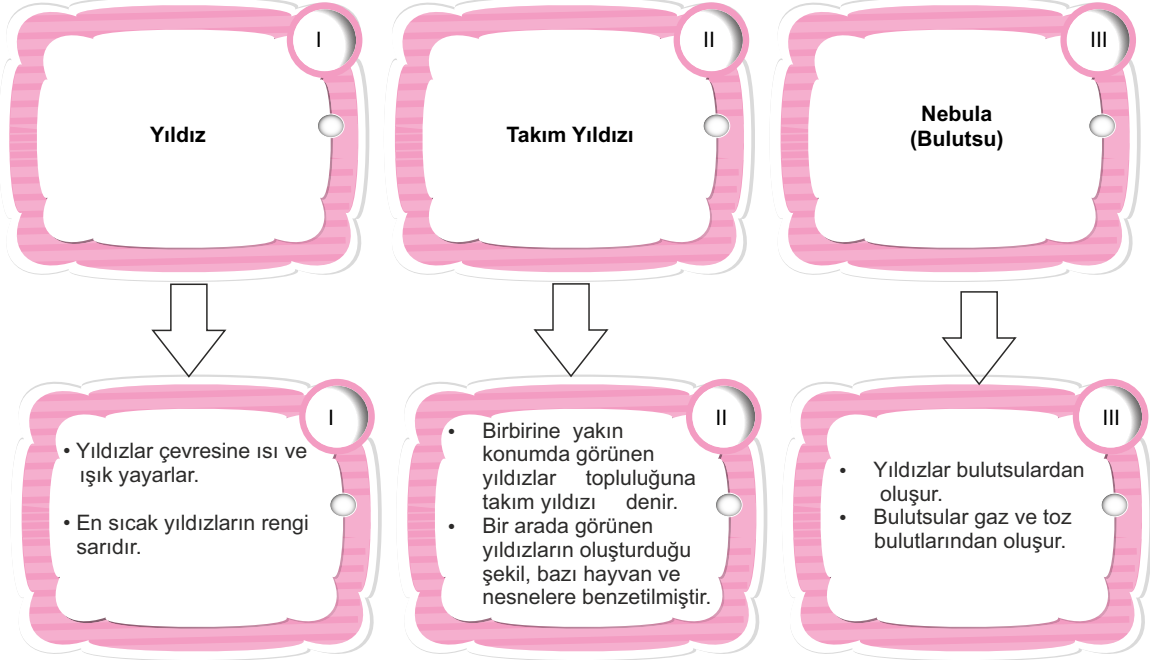 I
Yıldız
II
Takım Yıldızı
III
Nebula
(Bulutsu)
I
• Yıldızlar çevresine ısı ve
ışık yayarlar.
• En sıcak yıldızların rengi
sarıdır.
II
• Birbirine yakın
konumda görünen
yıldızlar topluluğuna
takım yıldızı denir.
• Bir arada görünen
yıldızların oluşturduğu
şekil, bazı hayvan ve
nesnelere benzetilmiştir.
III
• Yıldızlar bulutsulardan
oluşur.
• Bulutsular gaz ve toz
bulutlarından oluşur.